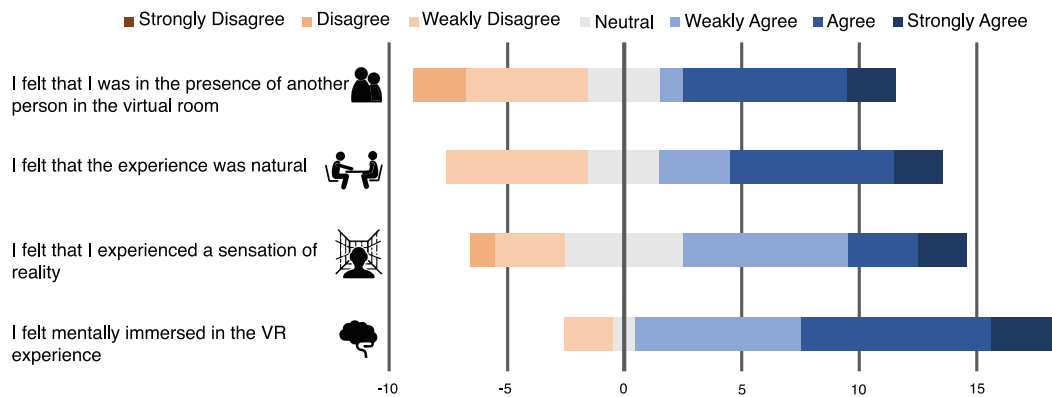 Strongly Disagree Disagree Weakly Disagree Neutral Weakly Agree Agree Strongly Agree
I felt that I was in the presence of another
person in the virtual room
I felt that the experience was natural
I felt that I experienced a sensation of
reality
I felt mentally immersed in the VR
experience
-10 -5 0 5 10 15